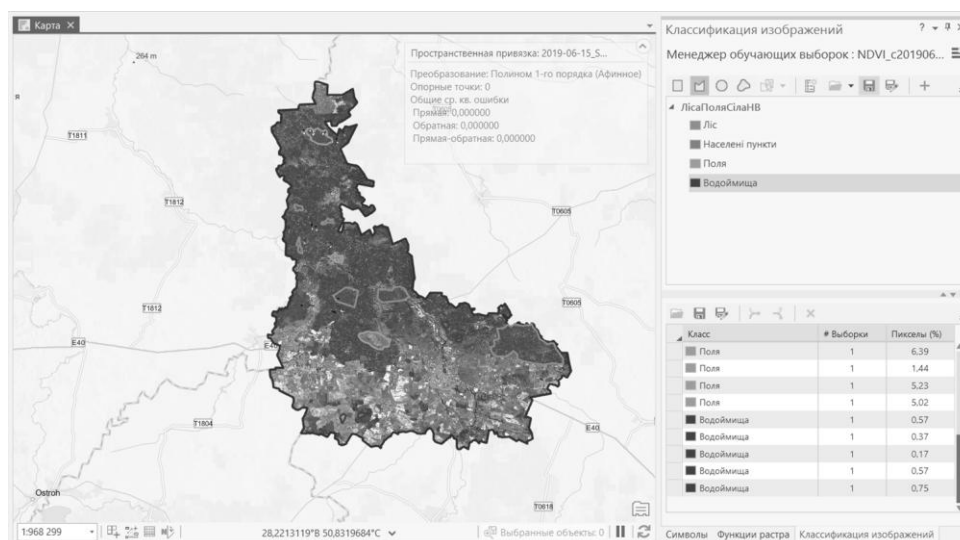 Карта
Пространственная привязка: 2019-06-15_S...
Преобразование: Полином 1-го порядка (Афинное)
Опорные точки: 0
Общие ср. кв. ошибки
Прямая: 0,000000
Обратная: 0,000000
Прямая-обратная: 0,000000
264 m
T1811
T1812
T0605
T1612
T0605
E40
E40
T1804
E40
Ostroh
T0618
1:968 299
28,2213119°В 50,8319684°С
Выбранные объекты: 0
Классификация изображений
Менеджер обучающих выборок : NDVI_c201906...
ЛісаПоляСілаНВ
Ліс
Населені пункти
Поля
Водоймища
Класс # Выборки Пикселы (%)
Поля 1 6,39
Поля 1 1,44
Поля 1 5,23
Поля 1 5,02
Водоймища 1 0,57
Водоймища 1 0,37
Водоймища 1 0,17
Водоймища 1 0,57
Водоймища 1 0,75
Символы Функции растра Классификация изображений